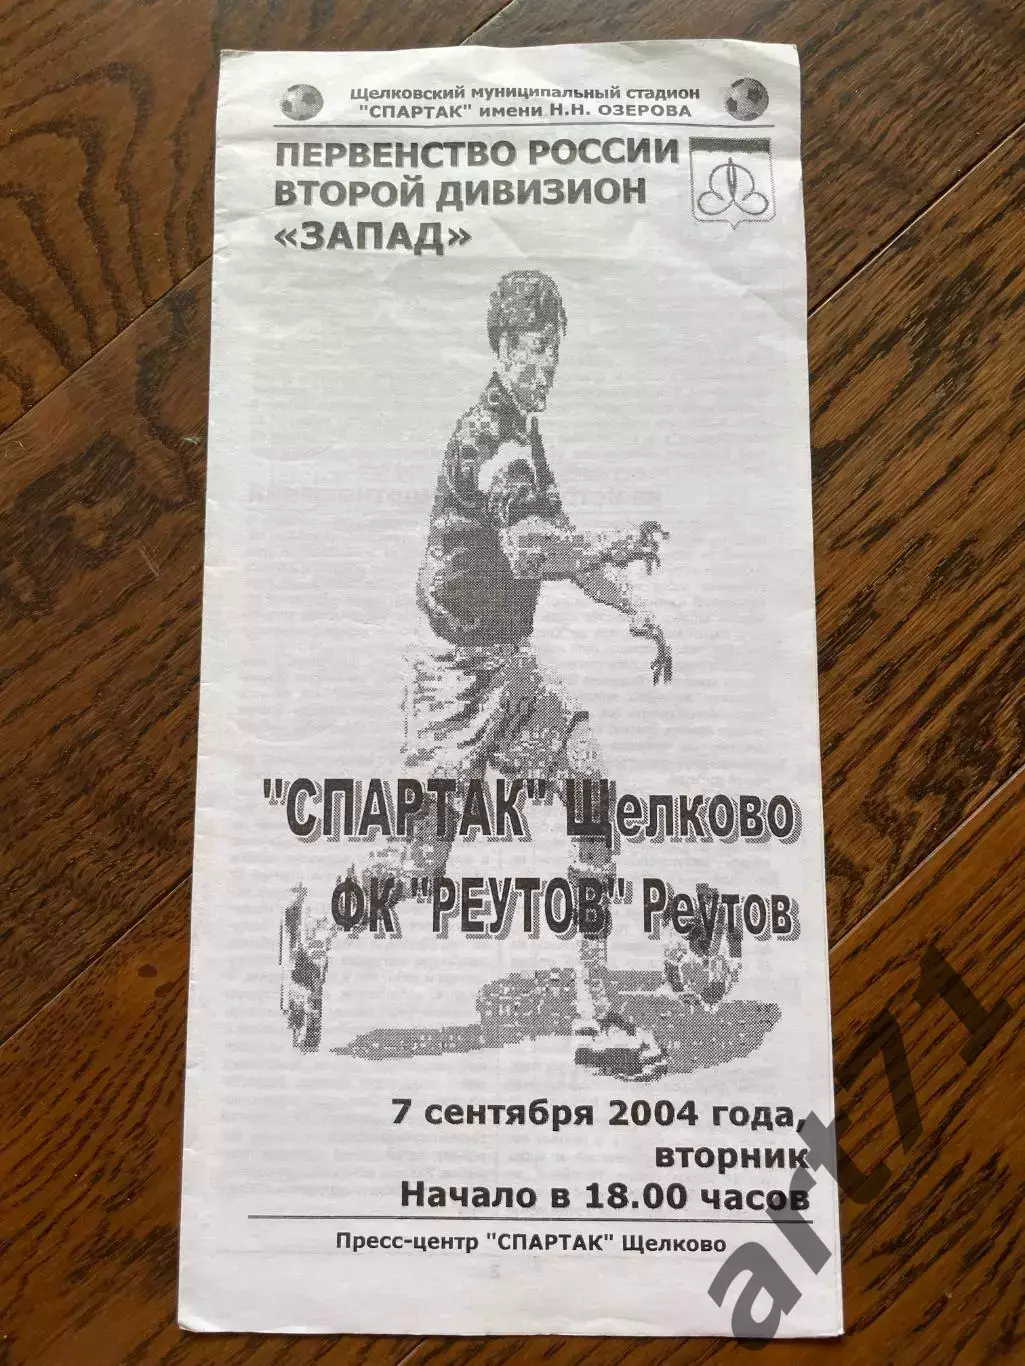 Щелковский муниципальный стадион
"СПАРТАК" имени Н.Н. ОЗЕРОВА
ПЕРВЕНСТВО РОССИИ
ВТОРОЙ ДИВИЗИОН
«ЗАПАД»
"СПАРТАК" Щелково
ФК "РЕУТОВ" Реутов
7 сентября 2004 года,
вторник
Начало в 18.00 часов
Пресс-центр "СПАРТАК" Щелково
art71